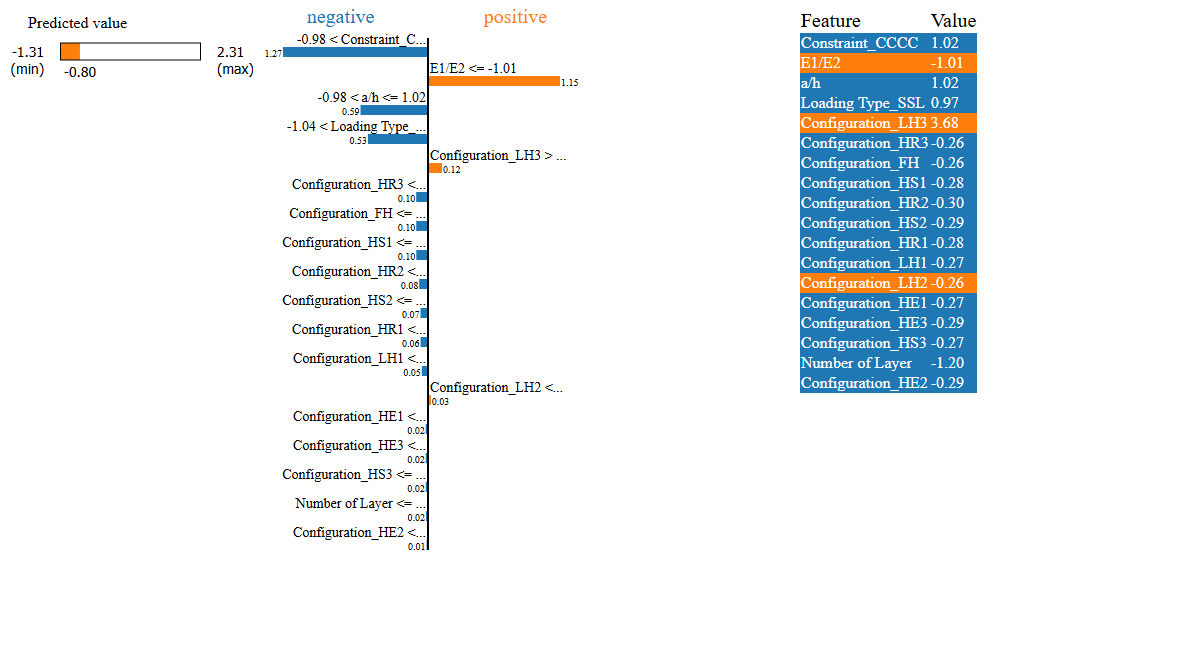 Predicted value
-1.31
(min)
2.31
(max)
-0.80
negative
positive
-0.98 < Constraint_C...
1.27
E1/E2 <= -1.01
1.15
-0.98 < a/h <= 1.02
0.59
-1.04 < Loading Type_...
0.53
Configuration_LH3 > ...
0.12
Configuration_HR3 <...
0.10
Configuration_FH <= ...
0.10
Configuration_HS1 <= ...
0.10
Configuration_HR2 <...
0.08
Configuration_HS2 <= ...
0.07
Configuration_HR1 <...
0.06
Configuration_LH1 <...
0.05
Configuration_LH2 <...
0.03
Configuration_HE1 <...
0.02
Configuration_HE3 <...
0.02
Configuration_HS3 <= ...
0.02
Number of Layer <= ...
0.02
Configuration_HE2 <...
0.01
Feature Value
Constraint_CCCC 1.02
E1/E2 -1.01
a/h 1.02
Loading Type_SSL 0.97
Configuration_LH3 3.68
Configuration_HR3 -0.26
Configuration_FH -0.26
Configuration_HS1 -0.28
Configuration_HR2 -0.30
Configuration_HS2 -0.29
Configuration_HR1 -0.28
Configuration_LH1 -0.27
Configuration_LH2 -0.26
Configuration_HE1 -0.27
Configuration_HE3 -0.29
Configuration_HS3 -0.27
Number of Layer -1.20
Configuration_HE2 -0.29